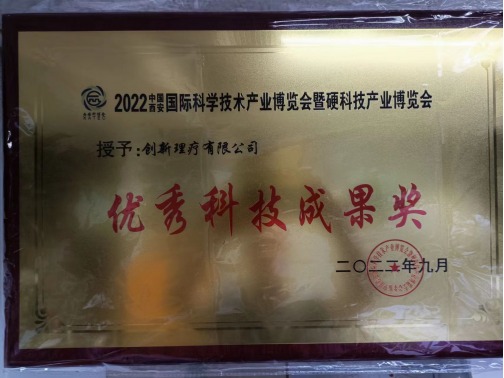 2022中国西安国际科学技术产业博览会暨硬科技产业博览会
授予:创新理疗有限公司
优秀科技成果奖
二〇二二年九月